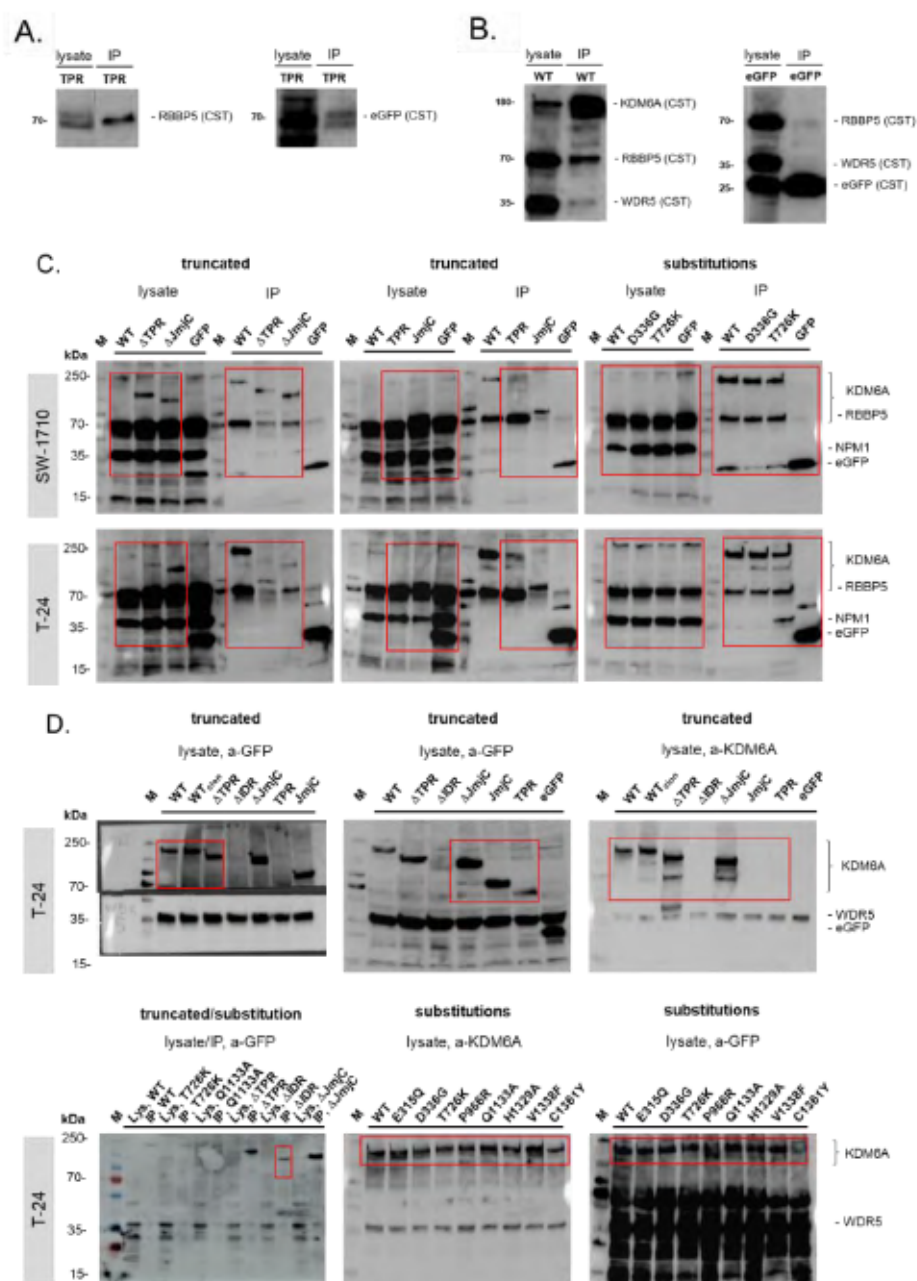 A.
lysate IP
TPR TPR
70-
- RBBP5 (CST)
lysate IP
TPR TPR
70-
- eGFP (CST)
B.
lysate IP
WT WT
180-
- KDM6A (CST)
70-
- RBBP5 (CST)
35-
- WDR5 (CST)
lysate IP
eGFP eGFP
70-
- RBBP5 (CST)
35-
- WDR5 (CST)
25-
- eGFP (CST)
C.
truncated truncated substitutions
lysate IP lysate IP lysate IP
M WT ΔTPR ΔJmjC GFP WT ΔTPR ΔJmjC GFP
M WT TPR JmjC GFP M WT TPR JmjC GFP
M WT D336G T726K GFP M WT D336G T726K GFP
kDa
SW-1710
250-
70-
35-
15-
KDM6A
- RBBP5
- NPM1
- eGFP
T-24
250-
70-
35-
15-
KDM6A
- RBBP5
- NPM1
- eGFP
D.
truncated truncated truncated
lysate, a-GFP lysate, a-GFP lysate, a-KDM6A
M WT WT ΔTPR ΔIDR ΔJmjC TPR JmjC
M WT ΔTPR ΔIDR ΔJmjC JmjC TPR eGFP
M WT WT ΔTPR ΔIDR ΔJmjC JmjC TPR eGFP
kDa
T-24
250-
70-
35-
15-
KDM6A
- WDR5
- eGFP
truncated/substitution substitutions substitutions
lysate/IP, a-GFP lysate, a-KDM6A lysate, a-GFP
M Lys, WT IP WT Lys, T726K IP T726K Lys, Q1133A IP Q1133A Lys, ΔTPR IP, ΔTPR Lys, ΔIDR IP, ΔIDR Lys, ΔJmjC IP, ΔJmjC
M WT E315Q D336G T726K P966R Q1133A H1329A V1338F C1361Y
M WT E315Q D336G T726K P966R Q1133A H1329A V1338F C1361Y
T-24
250-
70-
35-
15-
KDM6A
- WDR5